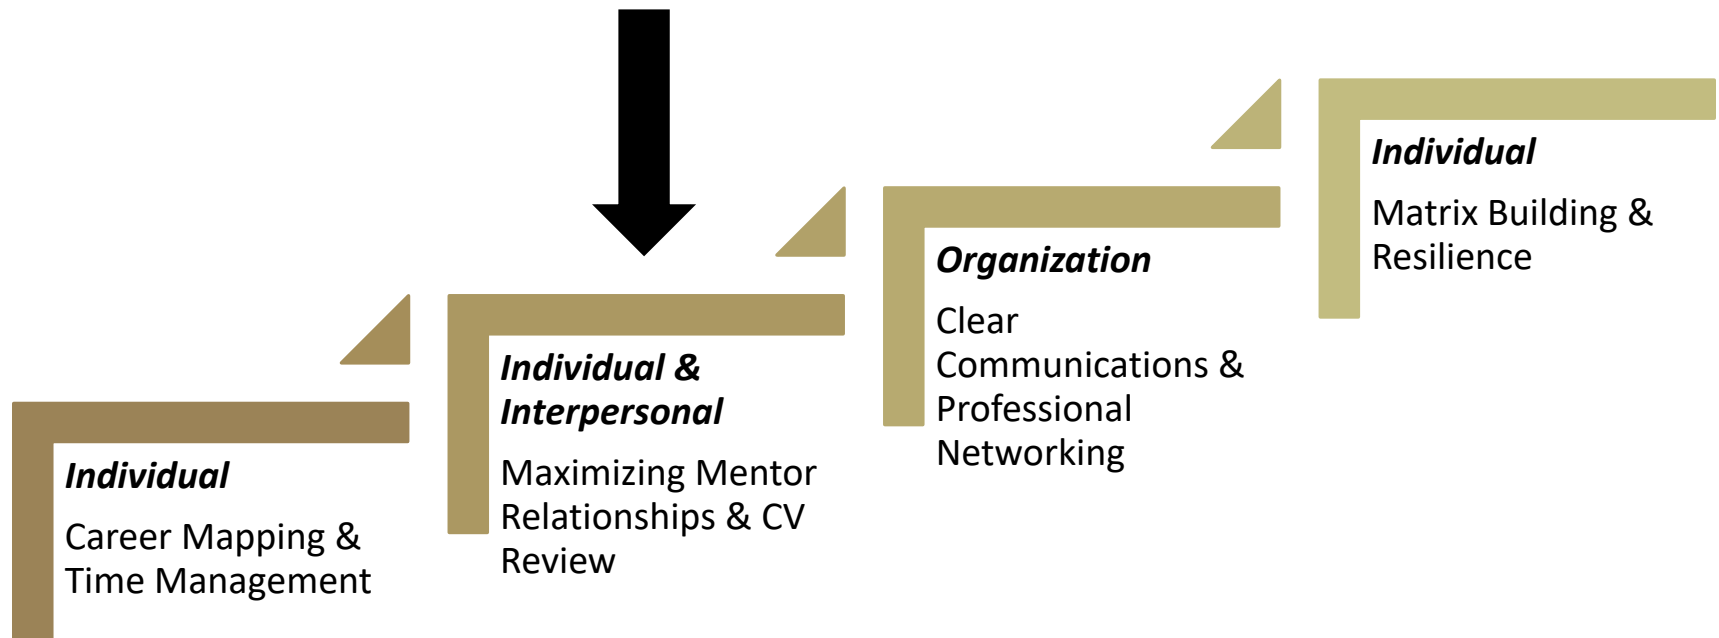 Individual
Career Mapping &
Time Management
Individual &
Interpersonal
Maximizing Mentor
Relationships & CV
Review
Organization
Clear
Communications &
Professional
Networking
Individual
Matrix Building &
Resilience